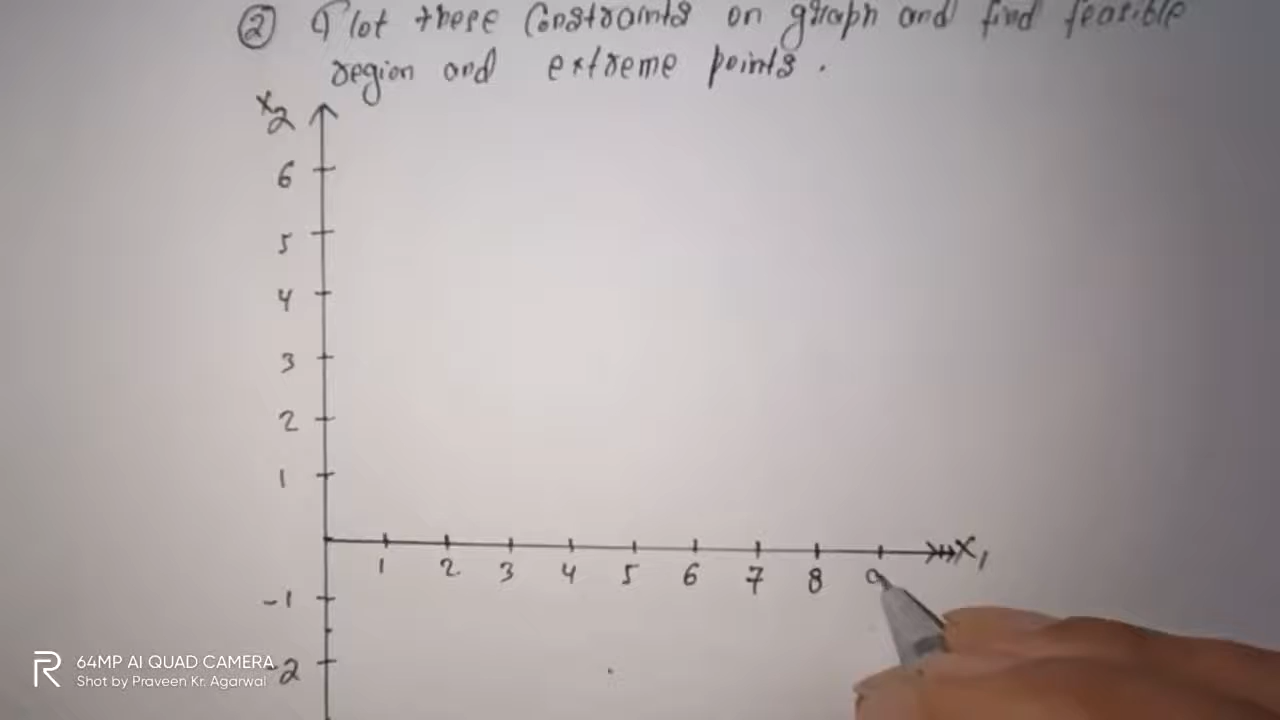 ② Plot these Constraints on graph and find feasible
region and extreme points.
x2
6
5
4
3
2
1
1 2 3 4 5 6 7 8 9
x1
-1
-2
64MP AI QUAD CAMERA
Shot by Praveen Kr. Agarwal